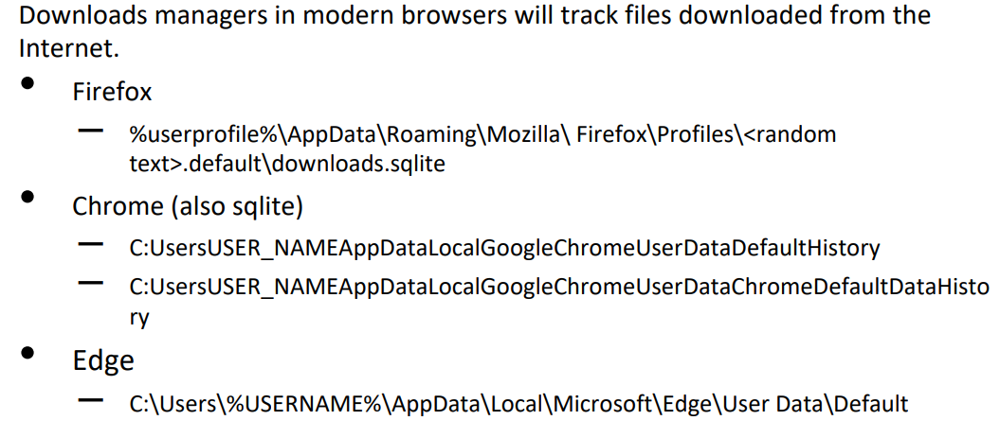 Downloads managers in modern browsers will track files downloaded from the
Internet.
• Firefox
– %userprofile%\AppData\Roaming\Mozilla\ Firefox\Profiles\<random
text>.default\downloads.sqlite
• Chrome (also sqlite)
– C:UsersUSER_NAMEAppDataLocalGoogleChromeUserDataDefaultHistory
– C:UsersUSER_NAMEAppDataLocalGoogleChromeUserDataChromeDefaultDataHisto
ry
• Edge
– C:\Users\%USERNAME%\AppData\Local\Microsoft\Edge\User Data\Default